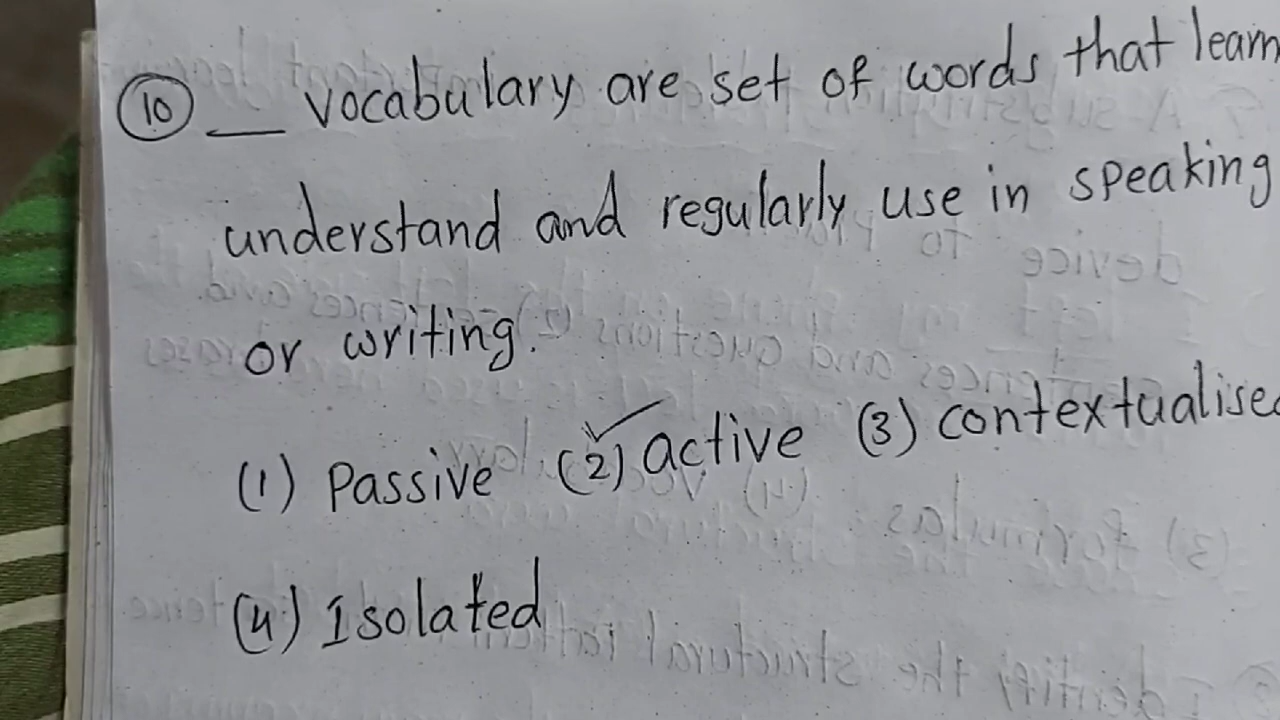 10 __ vocabulary are set of words that learn
understand and regularly use in speaking
or writing.
(1) Passive (2) active (3) contextualised
(4) Isolated